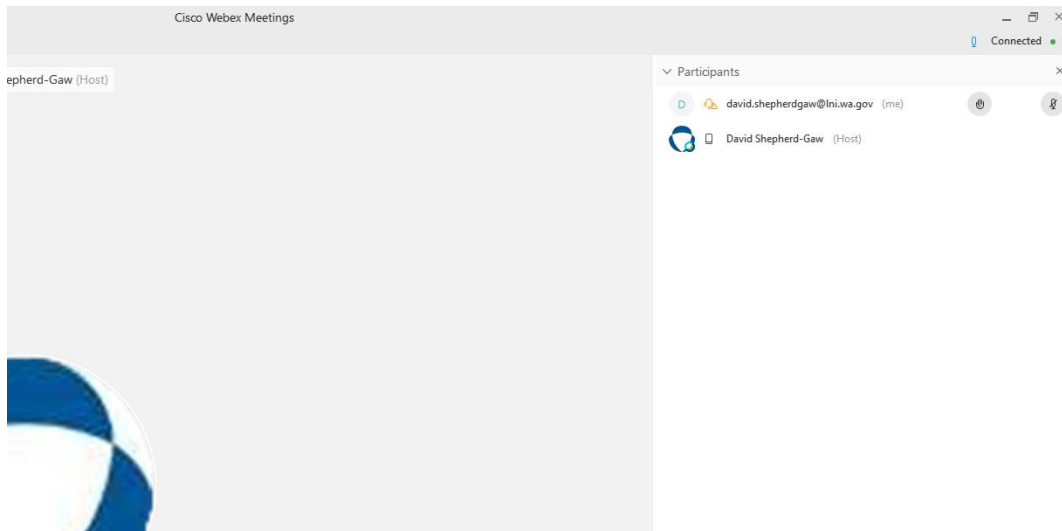 Cisco Webex Meetings
Connected
epherd-Gaw (Host)
Participants
D david.shepherdgaw@lni.wa.gov (me)
David Shepherd-Gaw (Host)